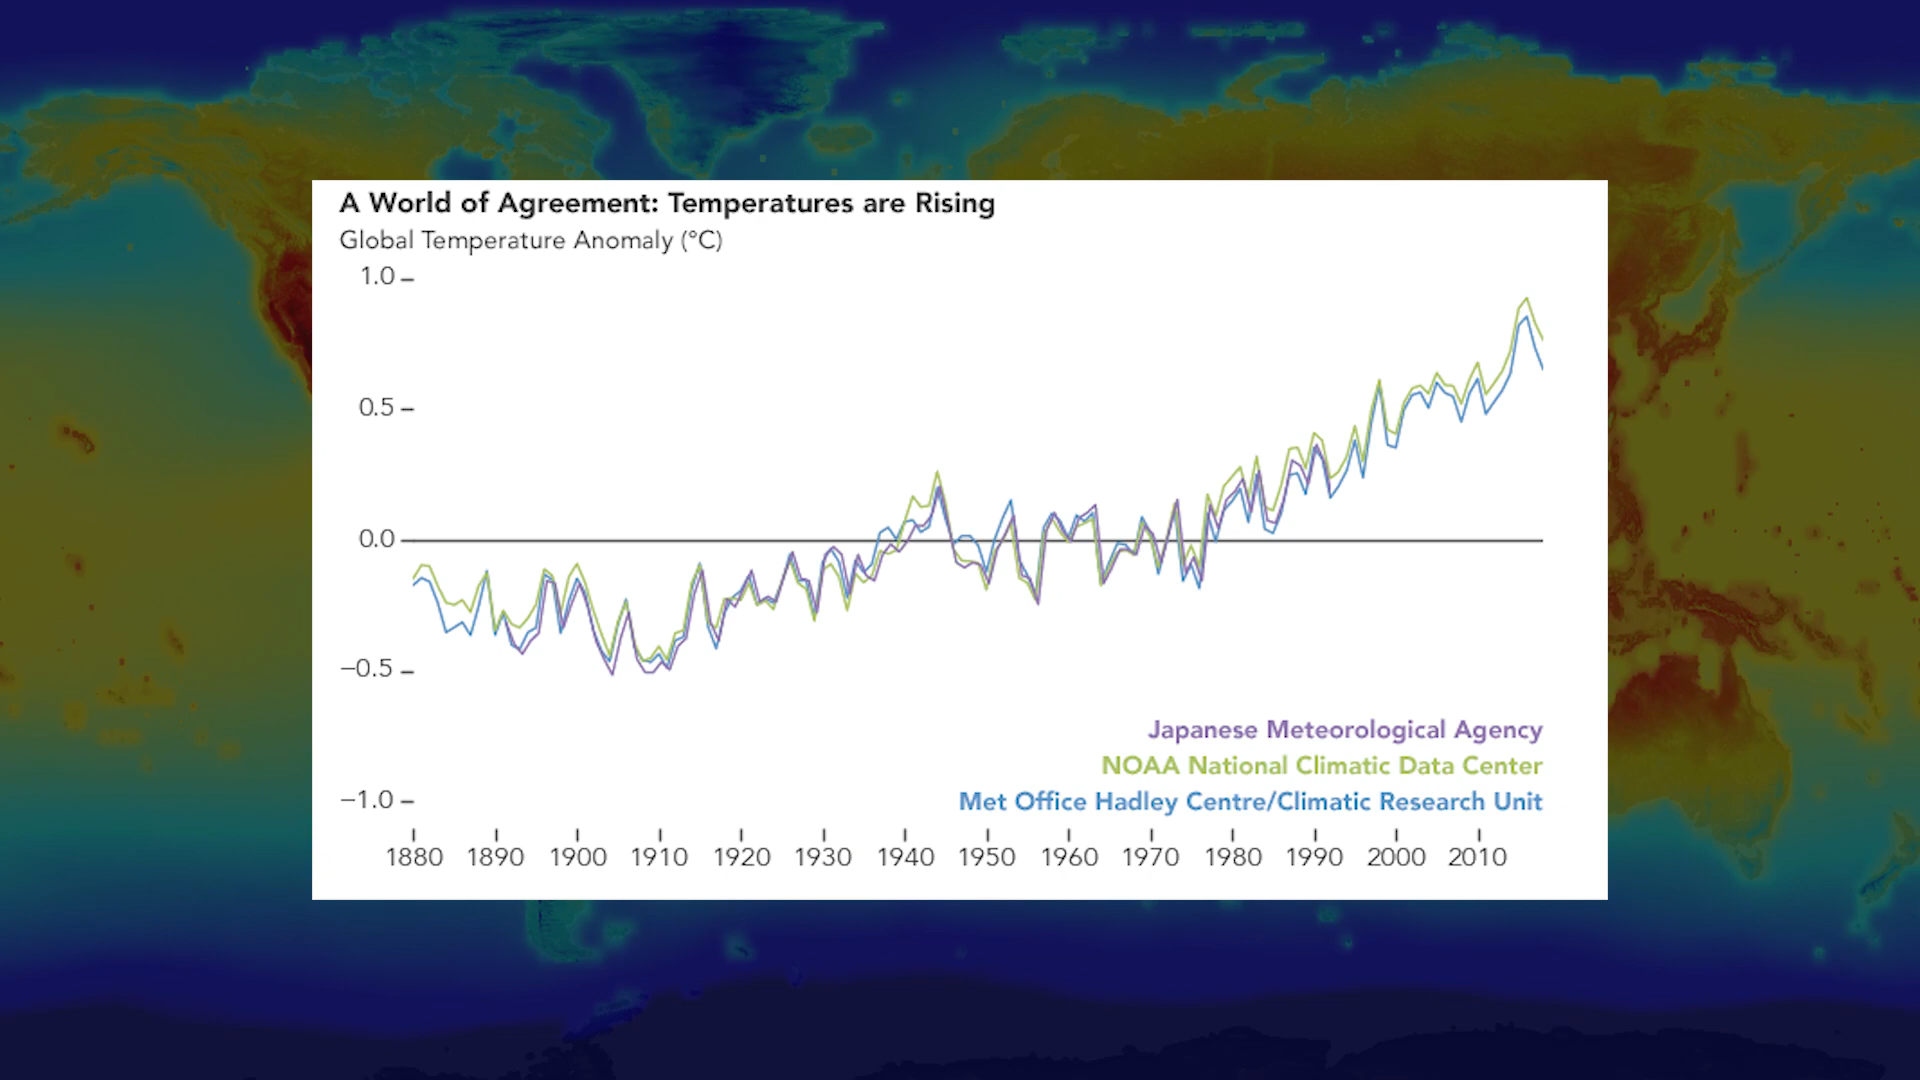 A World of Agreement: Temperatures are Rising
Global Temperature Anomaly (°C)
1.0
0.5
0.0
−0.5
−1.0
Japanese Meteorological Agency
NOAA National Climatic Data Center
Met Office Hadley Centre/Climatic Research Unit
1880 1890 1900 1910 1920 1930 1940 1950 1960 1970 1980 1990 2000 2010